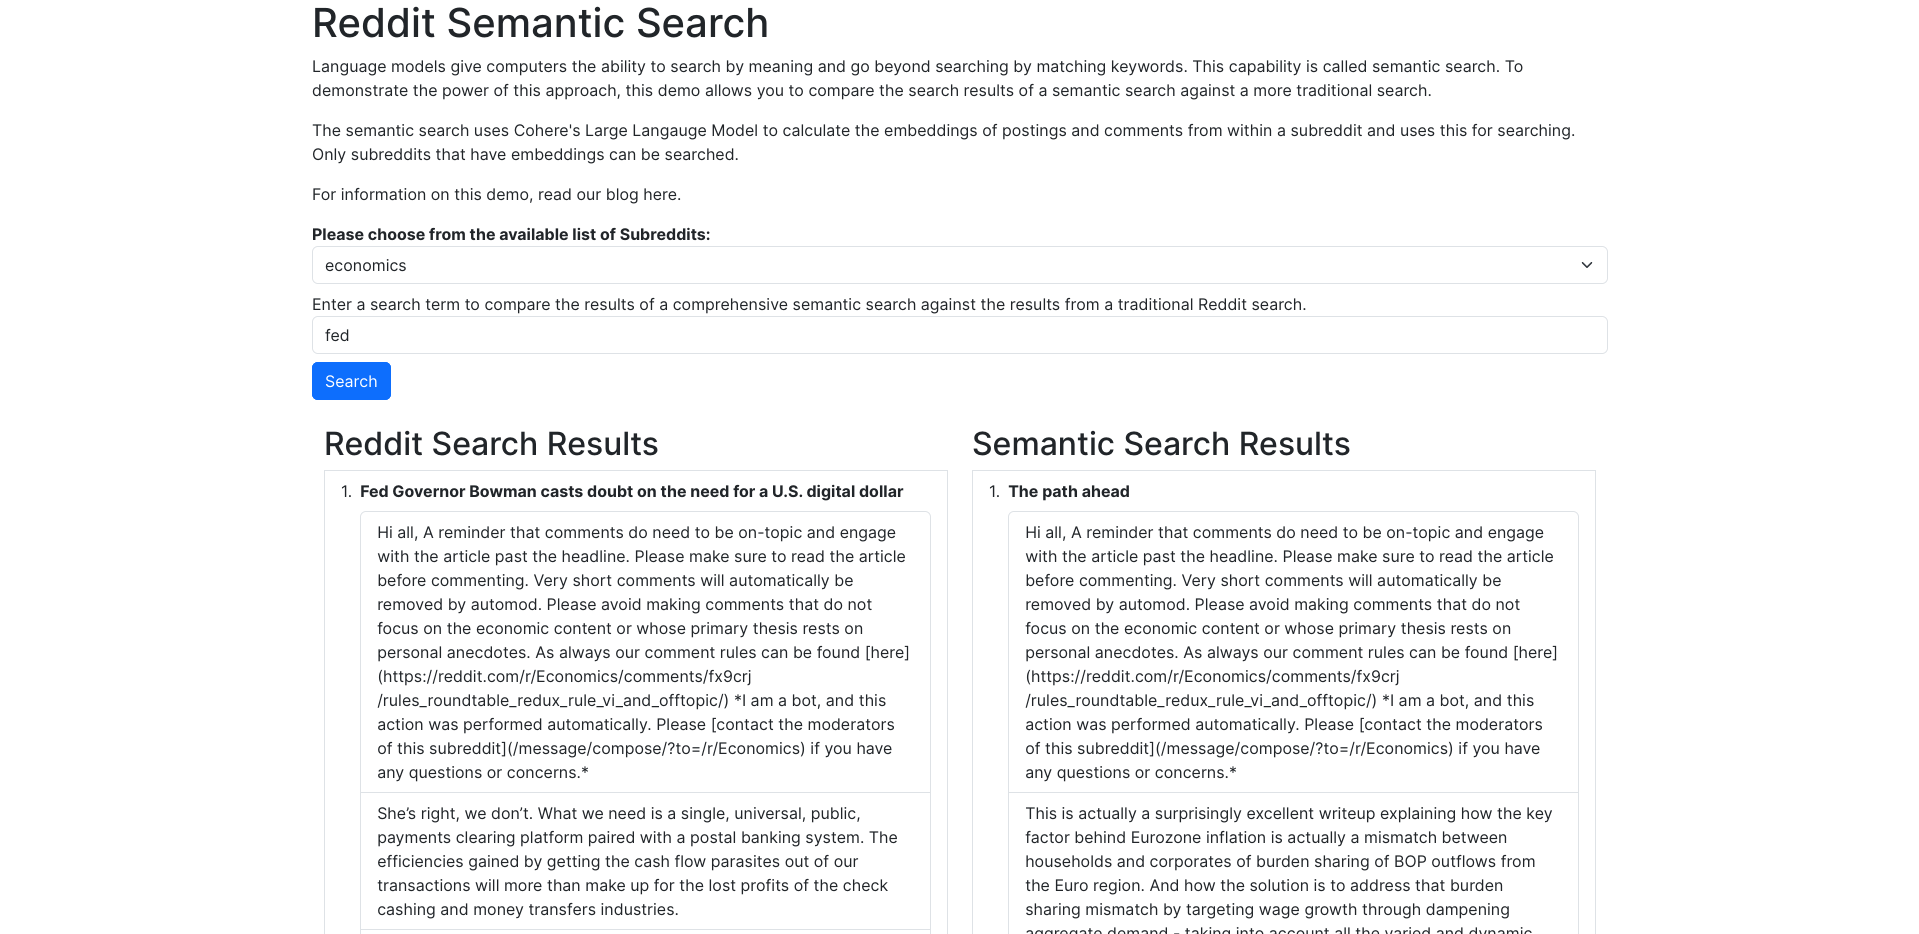 Reddit Semantic Search
Language models give computers the ability to search by meaning and go beyond searching by matching keywords. This capability is called semantic search. To
demonstrate the power of this approach, this demo allows you to compare the search results of a semantic search against a more traditional search.
The semantic search uses Cohere's Large Langauge Model to calculate the embeddings of postings and comments from within a subreddit and uses this for searching.
Only subreddits that have embeddings can be searched.
For information on this demo, read our blog here.
Please choose from the available list of Subreddits:
economics
Enter a search term to compare the results of a comprehensive semantic search against the results from a traditional Reddit search.
fed
Search
Reddit Search Results
1. Fed Governor Bowman casts doubt on the need for a U.S. digital dollar
Hi all, A reminder that comments do need to be on-topic and engage
with the article past the headline. Please make sure to read the article
before commenting. Very short comments will automatically be
removed by automod. Please avoid making comments that do not
focus on the economic content or whose primary thesis rests on
personal anecdotes. As always our comment rules can be found [here]
(https://reddit.com/r/Economics/comments/fx9crj
/rules_roundtable_redux_rule_vi_and_offtopic/) *I am a bot, and this
action was performed automatically. Please [contact the moderators
of this subreddit](/message/compose/?to=/r/Economics) if you have
any questions or concerns.*
She’s right, we don’t. What we need is a single, universal, public,
payments clearing platform paired with a postal banking system. The
efficiencies gained by getting the cash flow parasites out of our
transactions will more than make up for the lost profits of the check
cashing and money transfers industries.
Semantic Search Results
1. The path ahead
Hi all, A reminder that comments do need to be on-topic and engage
with the article past the headline. Please make sure to read the article
before commenting. Very short comments will automatically be
removed by automod. Please avoid making comments that do not
focus on the economic content or whose primary thesis rests on
personal anecdotes. As always our comment rules can be found [here]
(https://reddit.com/r/Economics/comments/fx9crj
/rules_roundtable_redux_rule_vi_and_offtopic/) *I am a bot, and this
action was performed automatically. Please [contact the moderators
of this subreddit](/message/compose/?to=/r/Economics) if you have
any questions or concerns.*
This is actually a surprisingly excellent writeup explaining how the key
factor behind Eurozone inflation is actually a mismatch between
households and corporates of burden sharing of BOP outflows from
the Euro region. And how the solution is to address that burden
sharing mismatch by targeting wage growth through dampening
aggregate demand - taking into account all the varied and dynamic